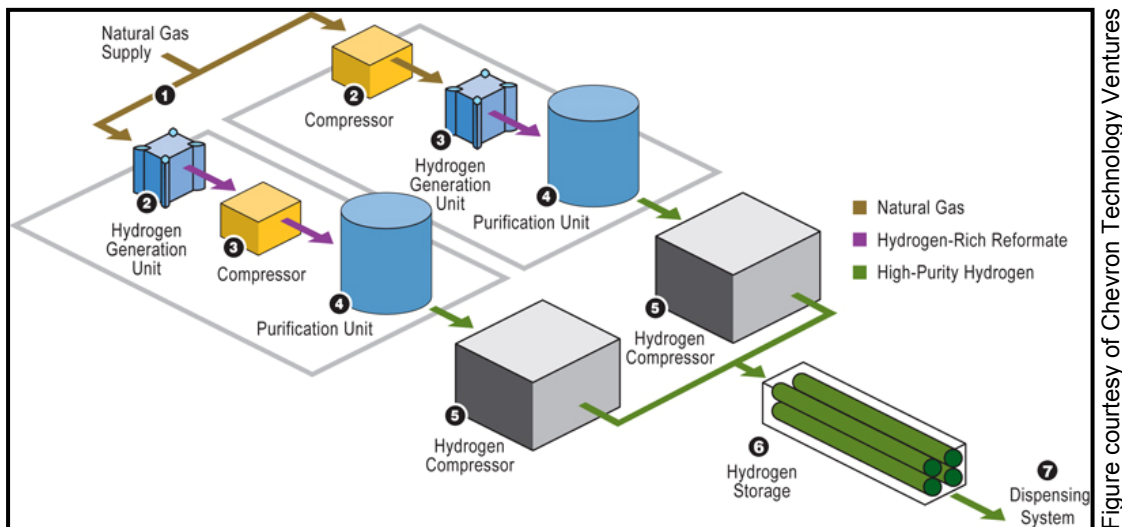 Natural Gas
Supply
1
2
Compressor
3
Hydrogen
Generation
Unit
4
Purification Unit
2
Hydrogen
Generation
Unit
3
Compressor
4
Purification Unit
5
Hydrogen
Compressor
5
Hydrogen
Compressor
Natural Gas
Hydrogen-Rich Reformate
High-Purity Hydrogen
6
Hydrogen
Storage
7
Dispensing
System
Figure courtesy of Chevron Technology Ventures